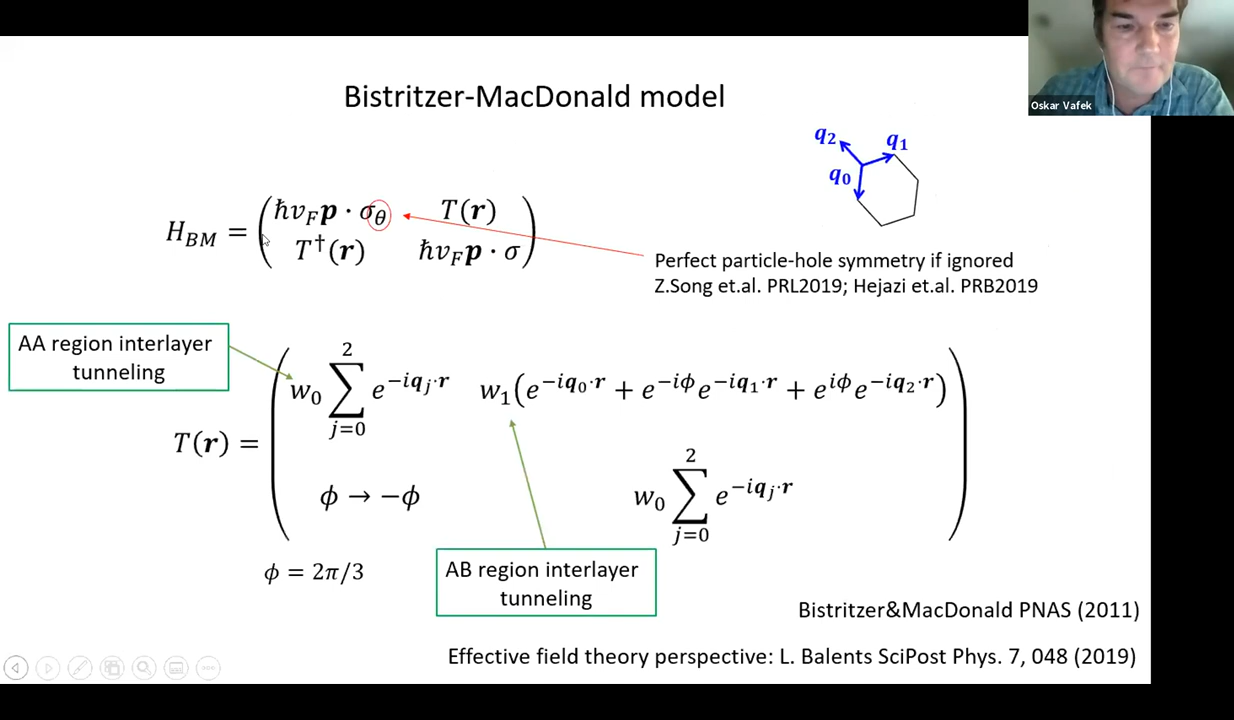 Oskar Vafek
Bistritzer-MacDonald model
q₂ q₁
q₀
H_BM = ( ħv_F p · σ_θ   T(r)
T†(r)   ħv_F p · σ )
Perfect particle-hole symmetry if ignored
Z.Song et.al. PRL2019; Hejazi et.al. PRB2019
AA region interlayer
tunneling
T(r) = ( w₀ ∑_{j=0}^{2} e^{-iq_j·r}   w₁(e^{-iq₀·r} + e^{-iϕ}e^{-iq₁·r} + e^{iϕ}e^{-iq₂·r})
ϕ → −ϕ   w₀ ∑_{j=0}^{2} e^{-iq_j·r} )
ϕ = 2π/3
AB region interlayer
tunneling
Bistritzer&MacDonald PNAS (2011)
Effective field theory perspective: L. Balents SciPost Phys. 7, 048 (2019)